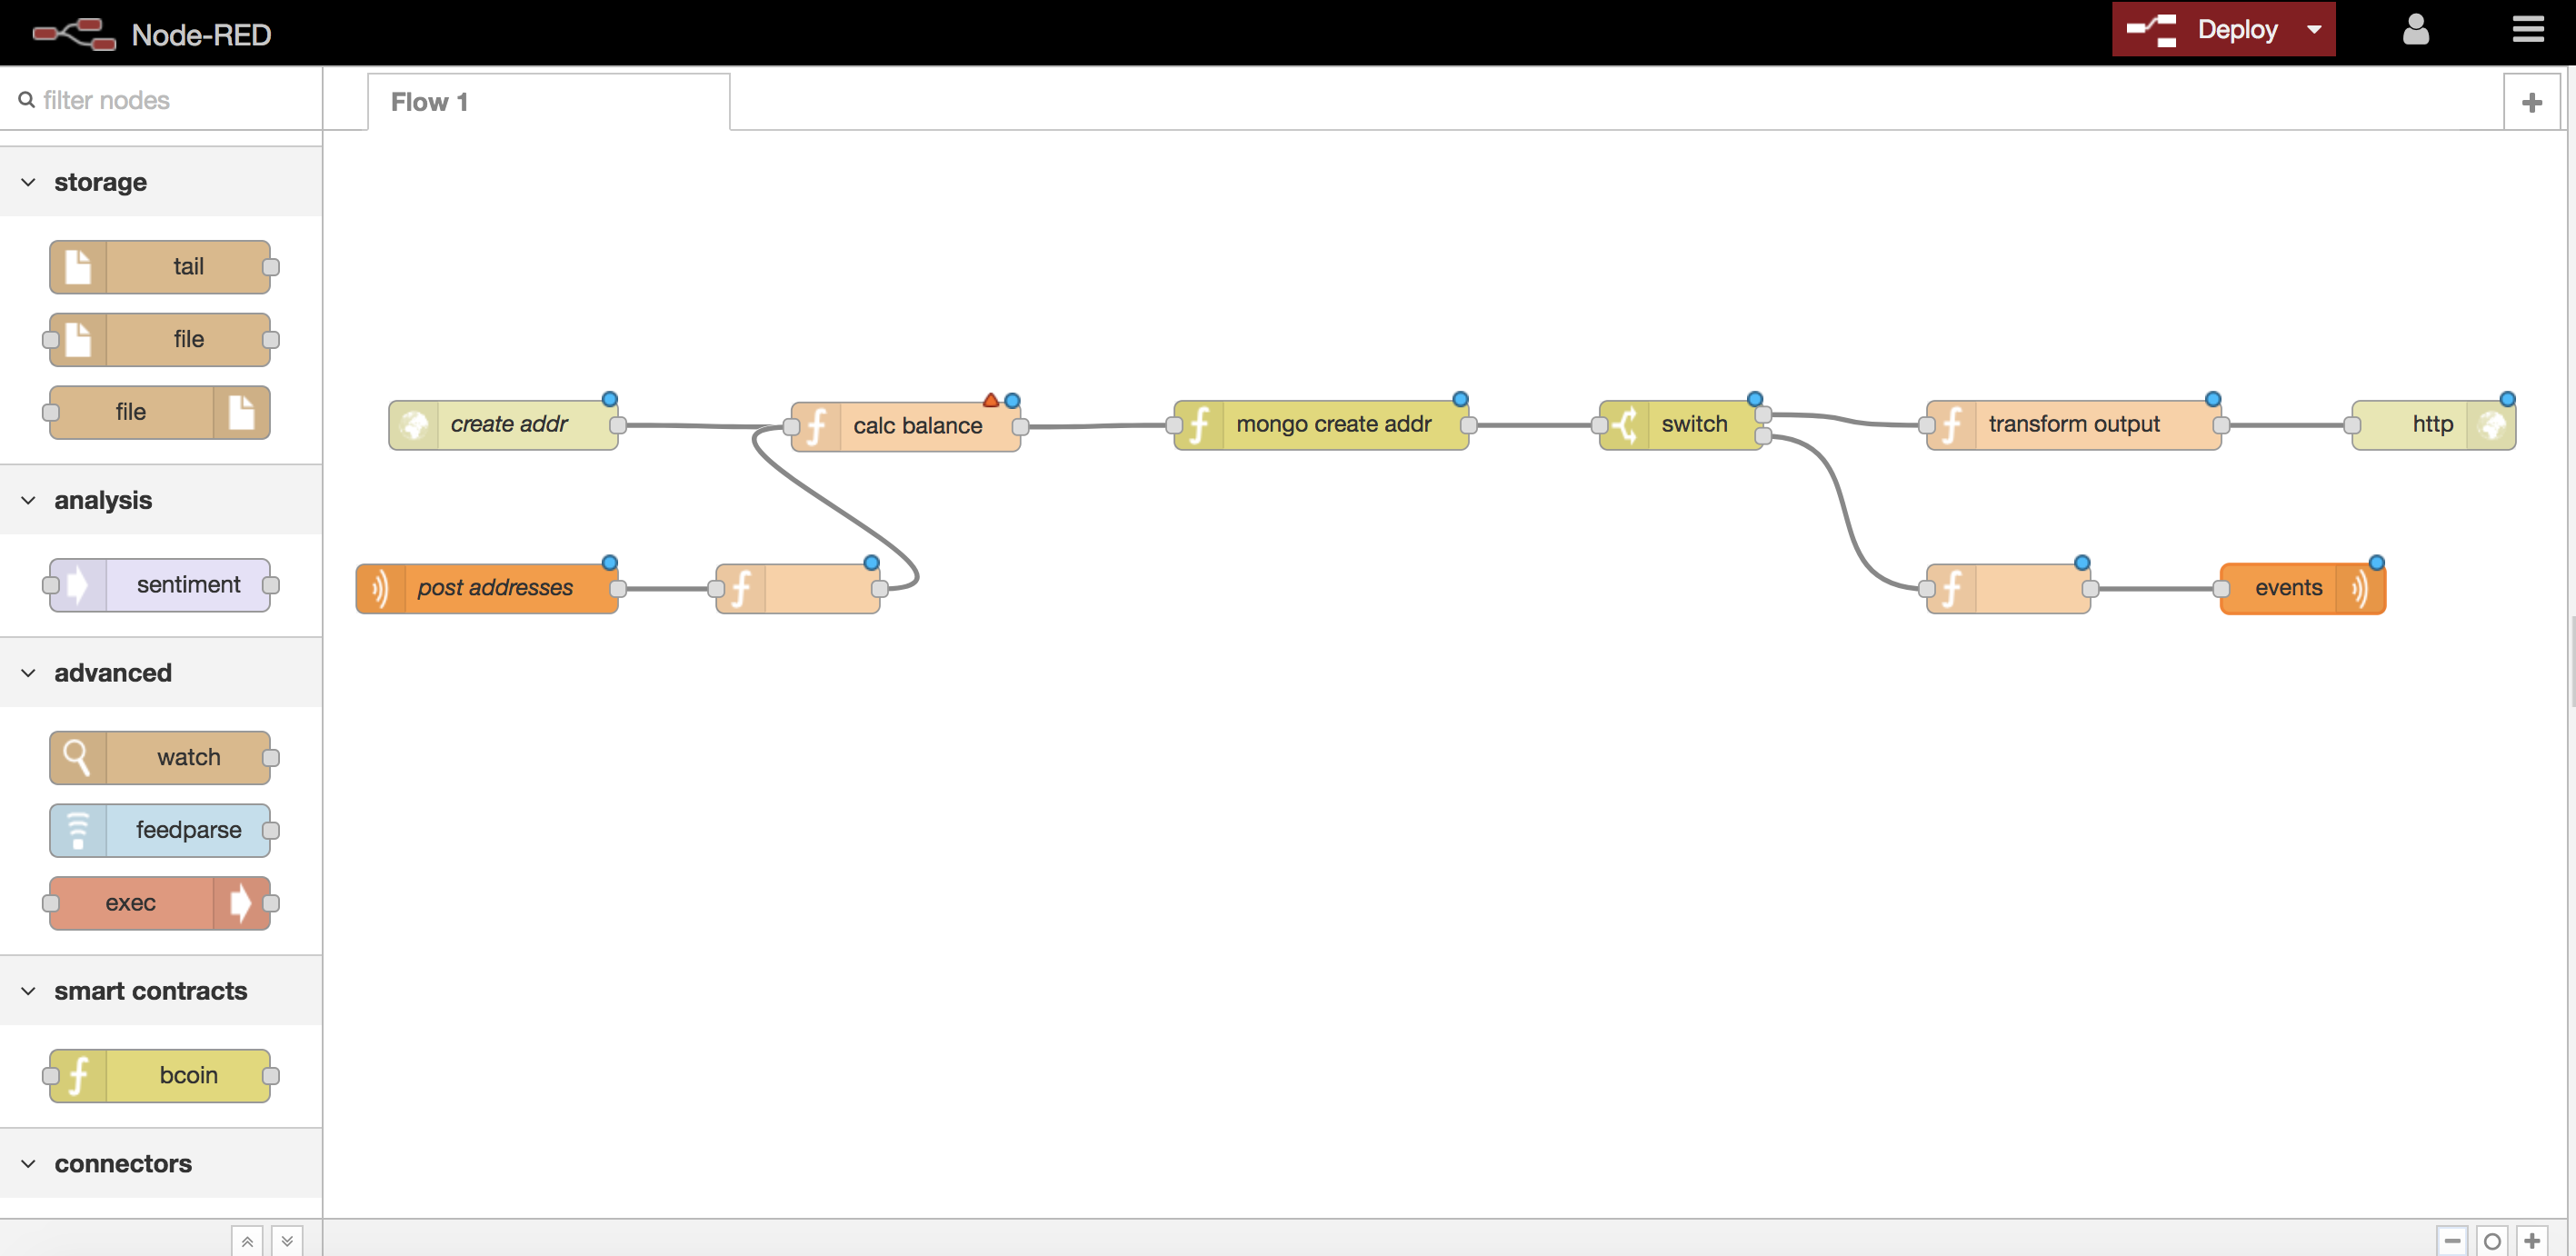 Node-RED
Deploy
filter nodes
Flow 1
storage
tail
file
file
analysis
sentiment
advanced
watch
feedparse
exec
smart contracts
bcoin
connectors
create addr
calc balance
mongo create addr
switch
transform output
http
post addresses
events